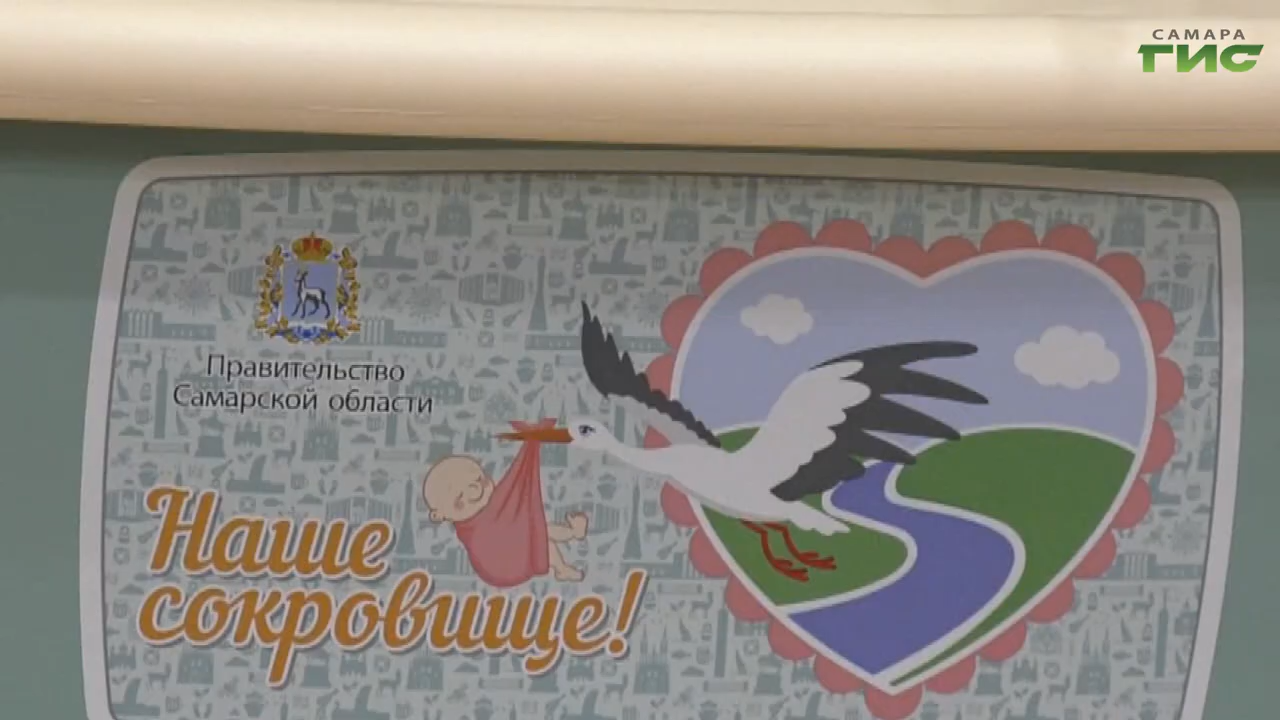 САМАРА
ГИС
Правительство
Самарской области
Наше
сокровище!